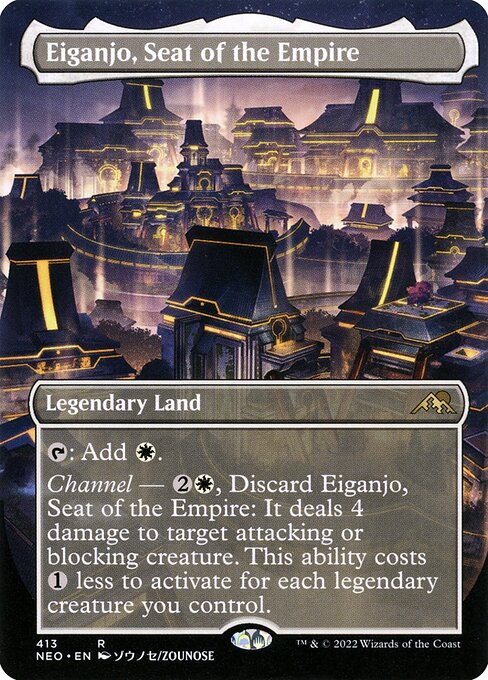 Eiganjo, Seat of the Empire
Legendary Land
: Add .
Channel — 2, Discard Eiganjo,
Seat of the Empire: It deals 4
damage to target attacking or
blocking creature. This ability costs
1 less to activate for each legendary
creature you control.
413 R
NEO • EN ゾウノセ/ZOUNOSE
™ & © 2022 Wizards of the Coast